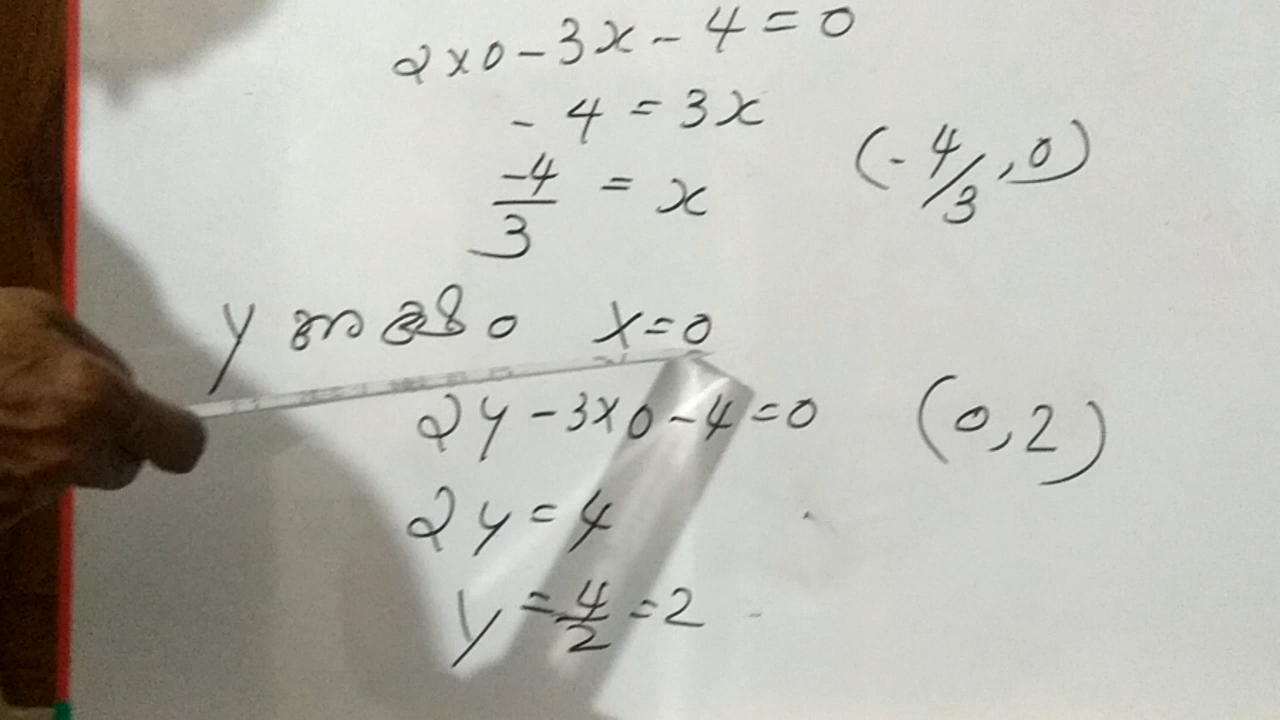 2×0-3x-4=0
-4=3x
-4/3 = x (-4/3, 0)
y x=0
2y-3×0-4=0 (0,2)
2y=4
y=4/2=2